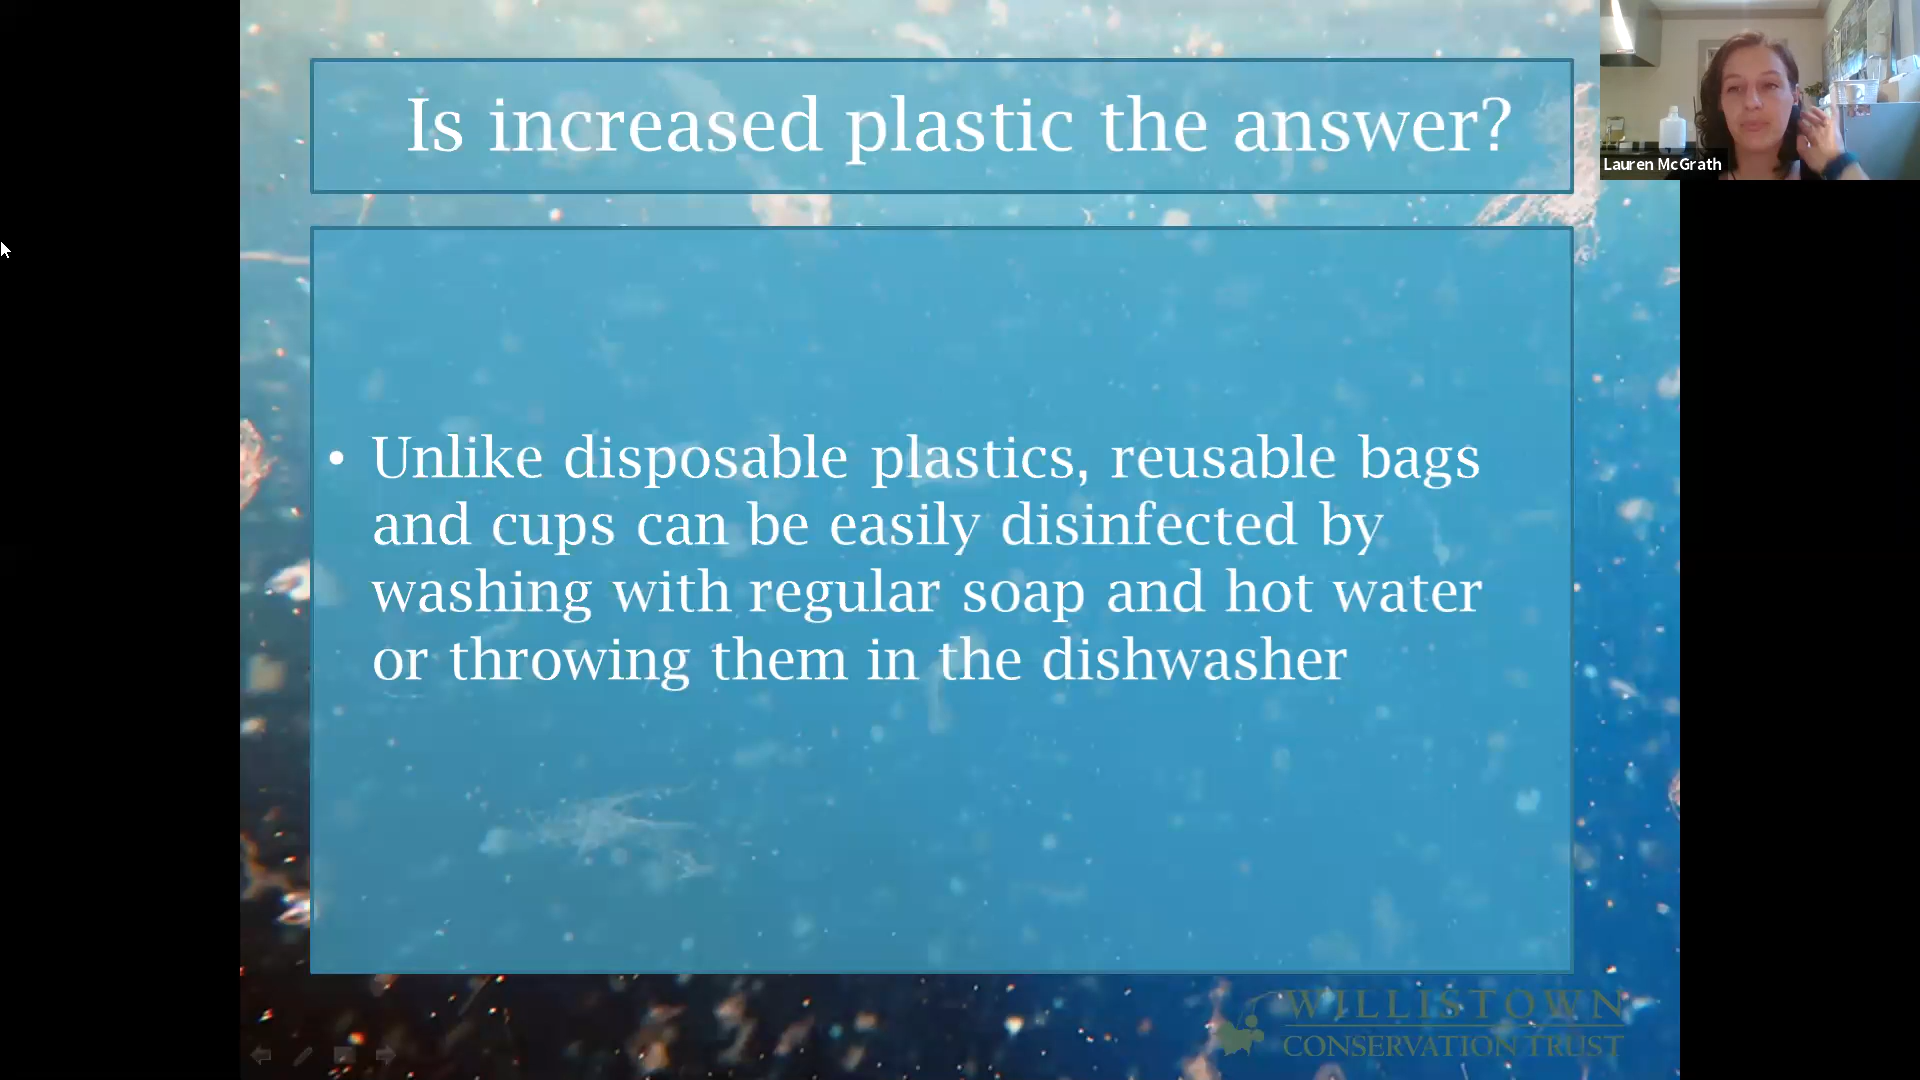 Is increased plastic the answer?
Lauren McGrath
• Unlike disposable plastics, reusable bags
and cups can be easily disinfected by
washing with regular soap and hot water
or throwing them in the dishwasher
WILLISTOWN
CONSERVATION TRUST